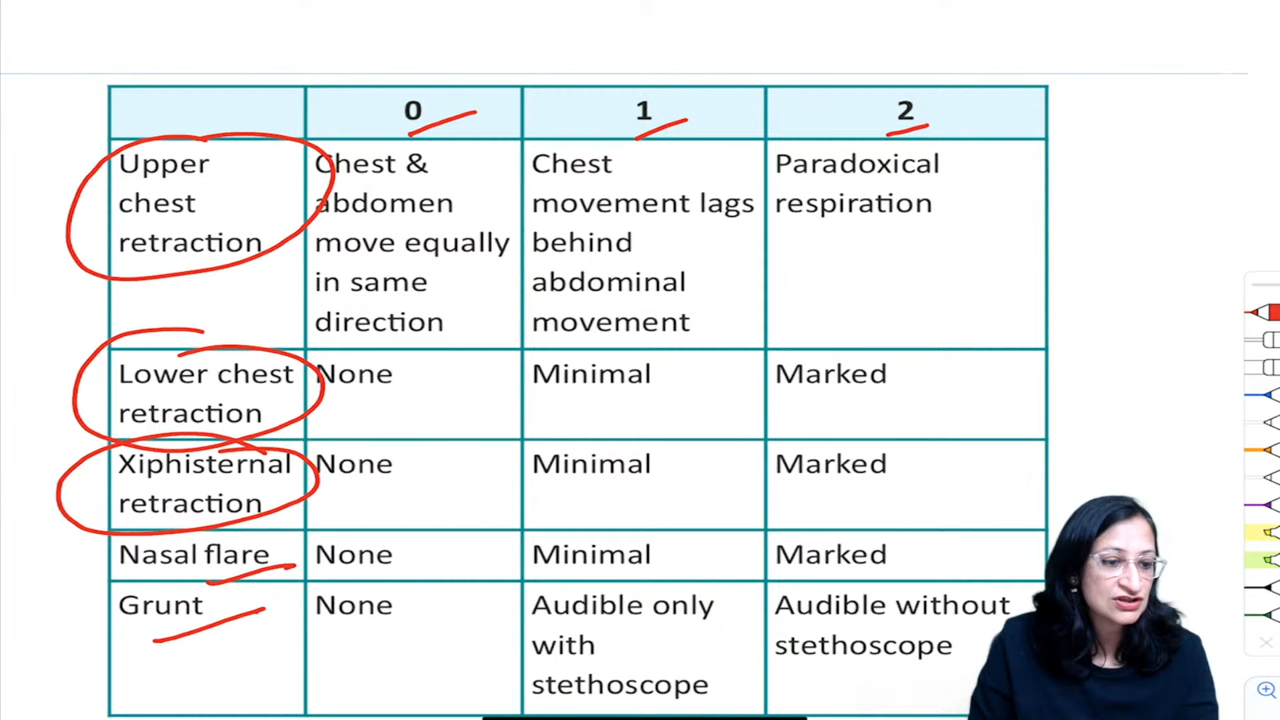 0 1 2
Upper chest retraction
Chest & abdomen move equally in same direction
Chest movement lags behind abdominal movement
Paradoxical respiration
Lower chest retraction
None
Minimal
Marked
Xiphisternal retraction
None
Minimal
Marked
Nasal flare
None
Minimal
Marked
Grunt
None
Audible only with stethoscope
Audible without stethoscope